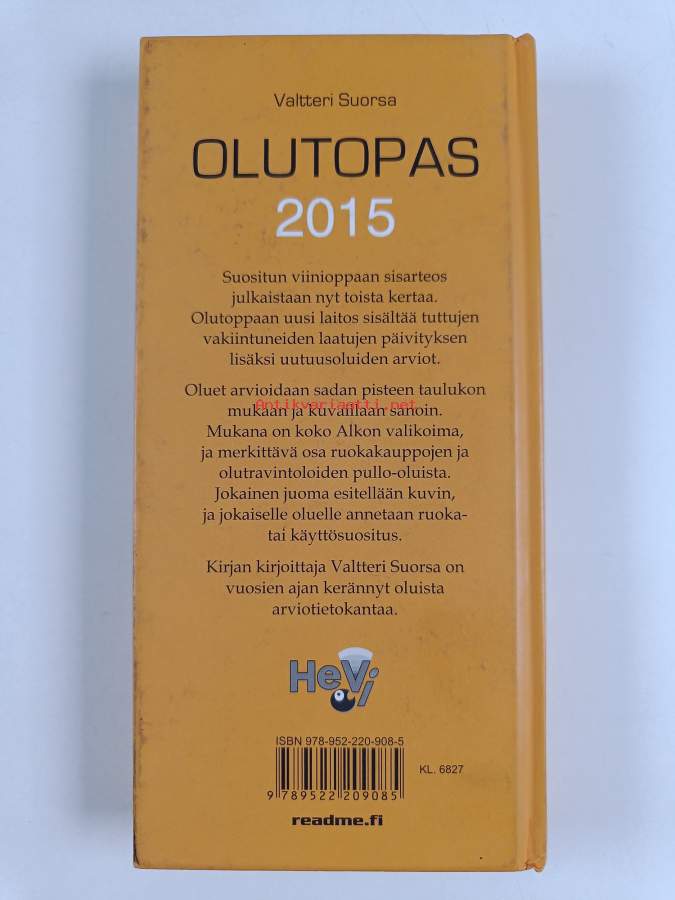 Valtteri Suorsa
OLUTOPAS
2015
Suositun viinioppaan sisarteos
julkaistaan nyt toista kertaa.
Olutoppaan uusi laitos sisältää tuttujen
vakiintuneiden laatujen päivityksen
lisäksi uutuusoluiden arviot.
Oluet arvioidaan sadan pisteen taulukon
Antikvariaatti.net
mukaan ja kuvaillaan sanoin.
Mukana on koko Alkon valikoima,
ja merkittävä osa ruokakauppojen ja
olutravintoloiden pullo-oluista.
Jokainen juoma esitellään kuvin,
ja jokaiselle oluelle annetaan ruoka-
tai käyttösuositus.
Kirjan kirjoittaja Valtteri Suorsa on
vuosien ajan kerännyt oluista
arviotietokantaa.
HeVi
ISBN 978-952-220-908-5
KL. 6827
9 789522 209085
readme.fi